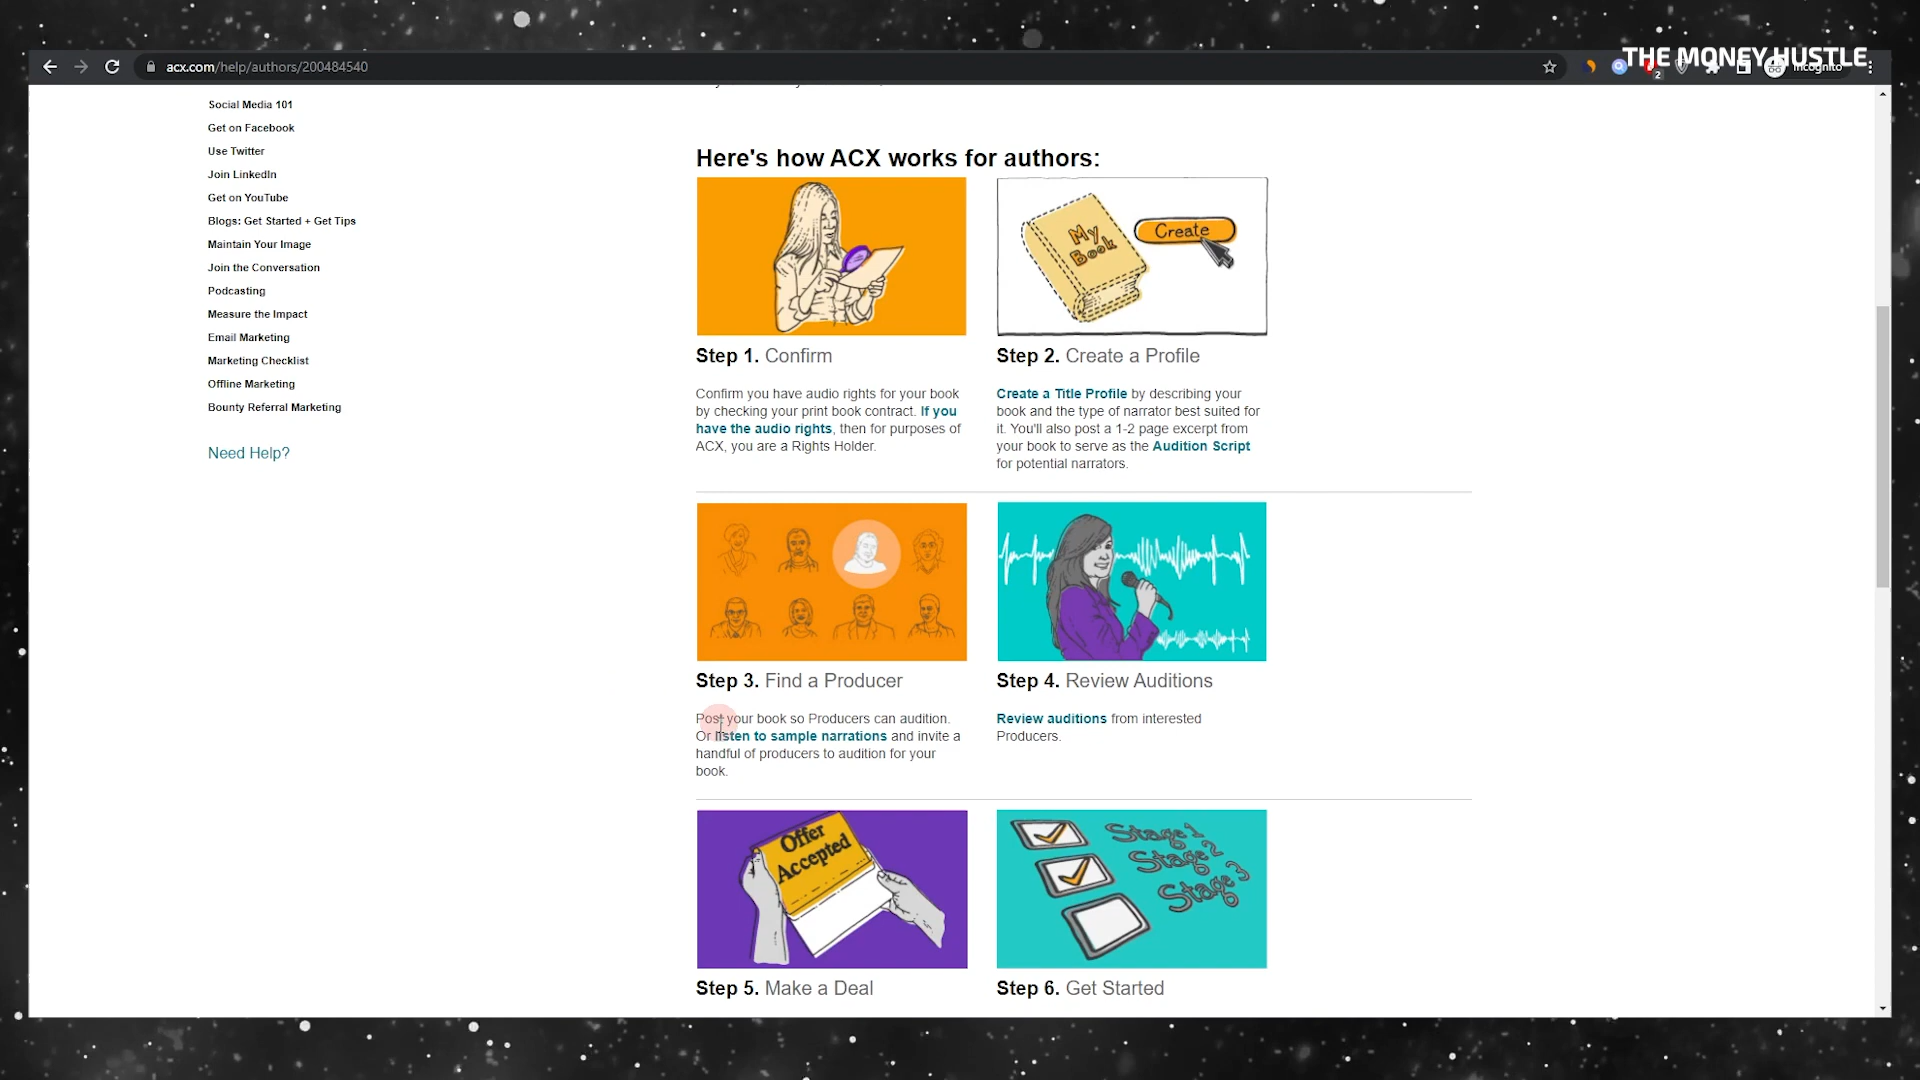 THE MONEY HUSTLE
acx.com/help/authors/200484540
2
Incognito
Social Media 101
Get on Facebook
Use Twitter
Join LinkedIn
Get on YouTube
Blogs: Get Started + Get Tips
Maintain Your Image
Join the Conversation
Podcasting
Measure the Impact
Email Marketing
Marketing Checklist
Offline Marketing
Bounty Referral Marketing
Need Help?
Here's how ACX works for authors:
My
Book
Create
Step 1. Confirm
Confirm you have audio rights for your book
by checking your print book contract. If you
have the audio rights, then for purposes of
ACX, you are a Rights Holder.
Step 2. Create a Profile
Create a Title Profile by describing your
book and the type of narrator best suited for
it. You'll also post a 1-2 page excerpt from
your book to serve as the Audition Script
for potential narrators.
Step 3. Find a Producer
Post your book so Producers can audition.
Or listen to sample narrations and invite a
handful of producers to audition for your
book.
Step 4. Review Auditions
Review auditions from interested
Producers.
Offer
Accepted
Step 5. Make a Deal
Stage 1
Stage 2
Stage 3
Step 6. Get Started